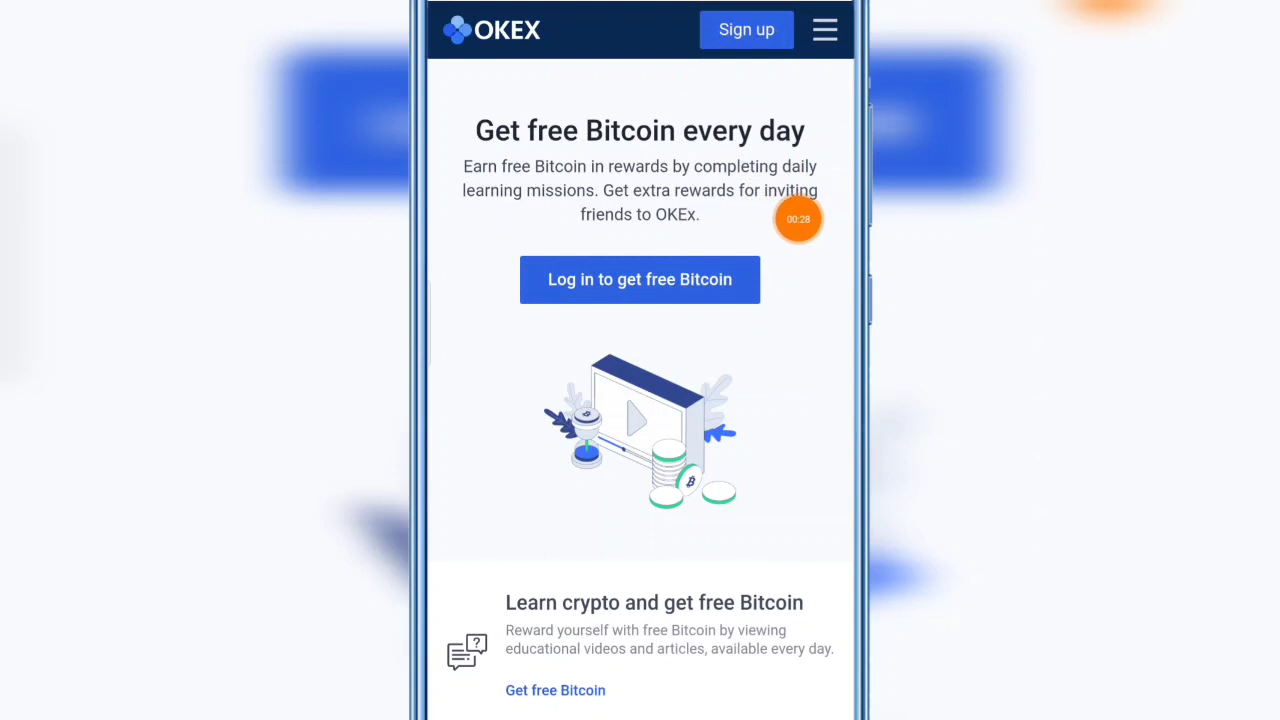 OKEX
Sign up
Get free Bitcoin every day
Earn free Bitcoin in rewards by completing daily
learning missions. Get extra rewards for inviting
friends to OKEx.
00:28
Log in to get free Bitcoin
Learn crypto and get free Bitcoin
Reward yourself with free Bitcoin by viewing
educational videos and articles, available every day.
Get free Bitcoin